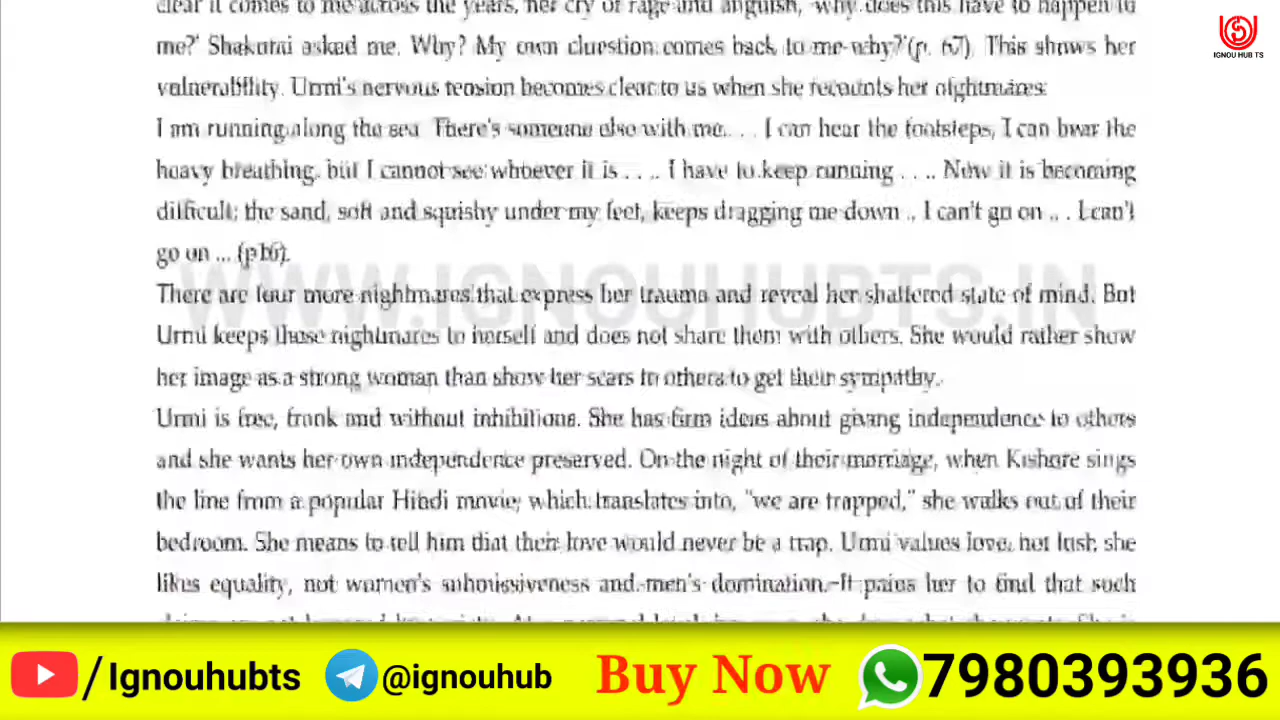 clear it comes to me across the years, her cry of rage and anguish, 'why does this have to happen to
me?' Shakutai asked me. Why? My own question comes back to me-why?'(p. 67). This shows her
vulnerability. Urmi's nervous tension becomes clear to us when she recounts her nightmares:
I am running along the sea. There's someone else with me. . . I can hear the footsteps, I can hear the
heavy breathing, but I cannot see whoever it is . . .. I have to keep running . . .. Now it is becoming
difficult; the sand, soft and squishy under my feet, keeps dragging me down .. I can't go on .. . I can't
go on ... (p16).
There are four more nightmares that express her trauma and reveal her shattered state of mind. But
Urmi keeps those nightmares to herself and does not share them with others. She would rather show
her image as a strong woman than show her scars to others to get their sympathy.
Urmi is free, frank and without inhibitions. She has firm ideas about giving independence to others
and she wants her own independence preserved. On the night of their marriage, when Kishore sings
the line from a popular Hindi movie, which translates into, "we are trapped," she walks out of their
bedroom. She means to tell him that their love would never be a trap. Urmi values love, not lust; she
likes equality, not women's submissiveness and men's domination. It pains her to find that such
WWW.IGNOUHUBTS.IN
IGNOU HUB TS
/Ignouhubts @ignouhub Buy Now 7980393936